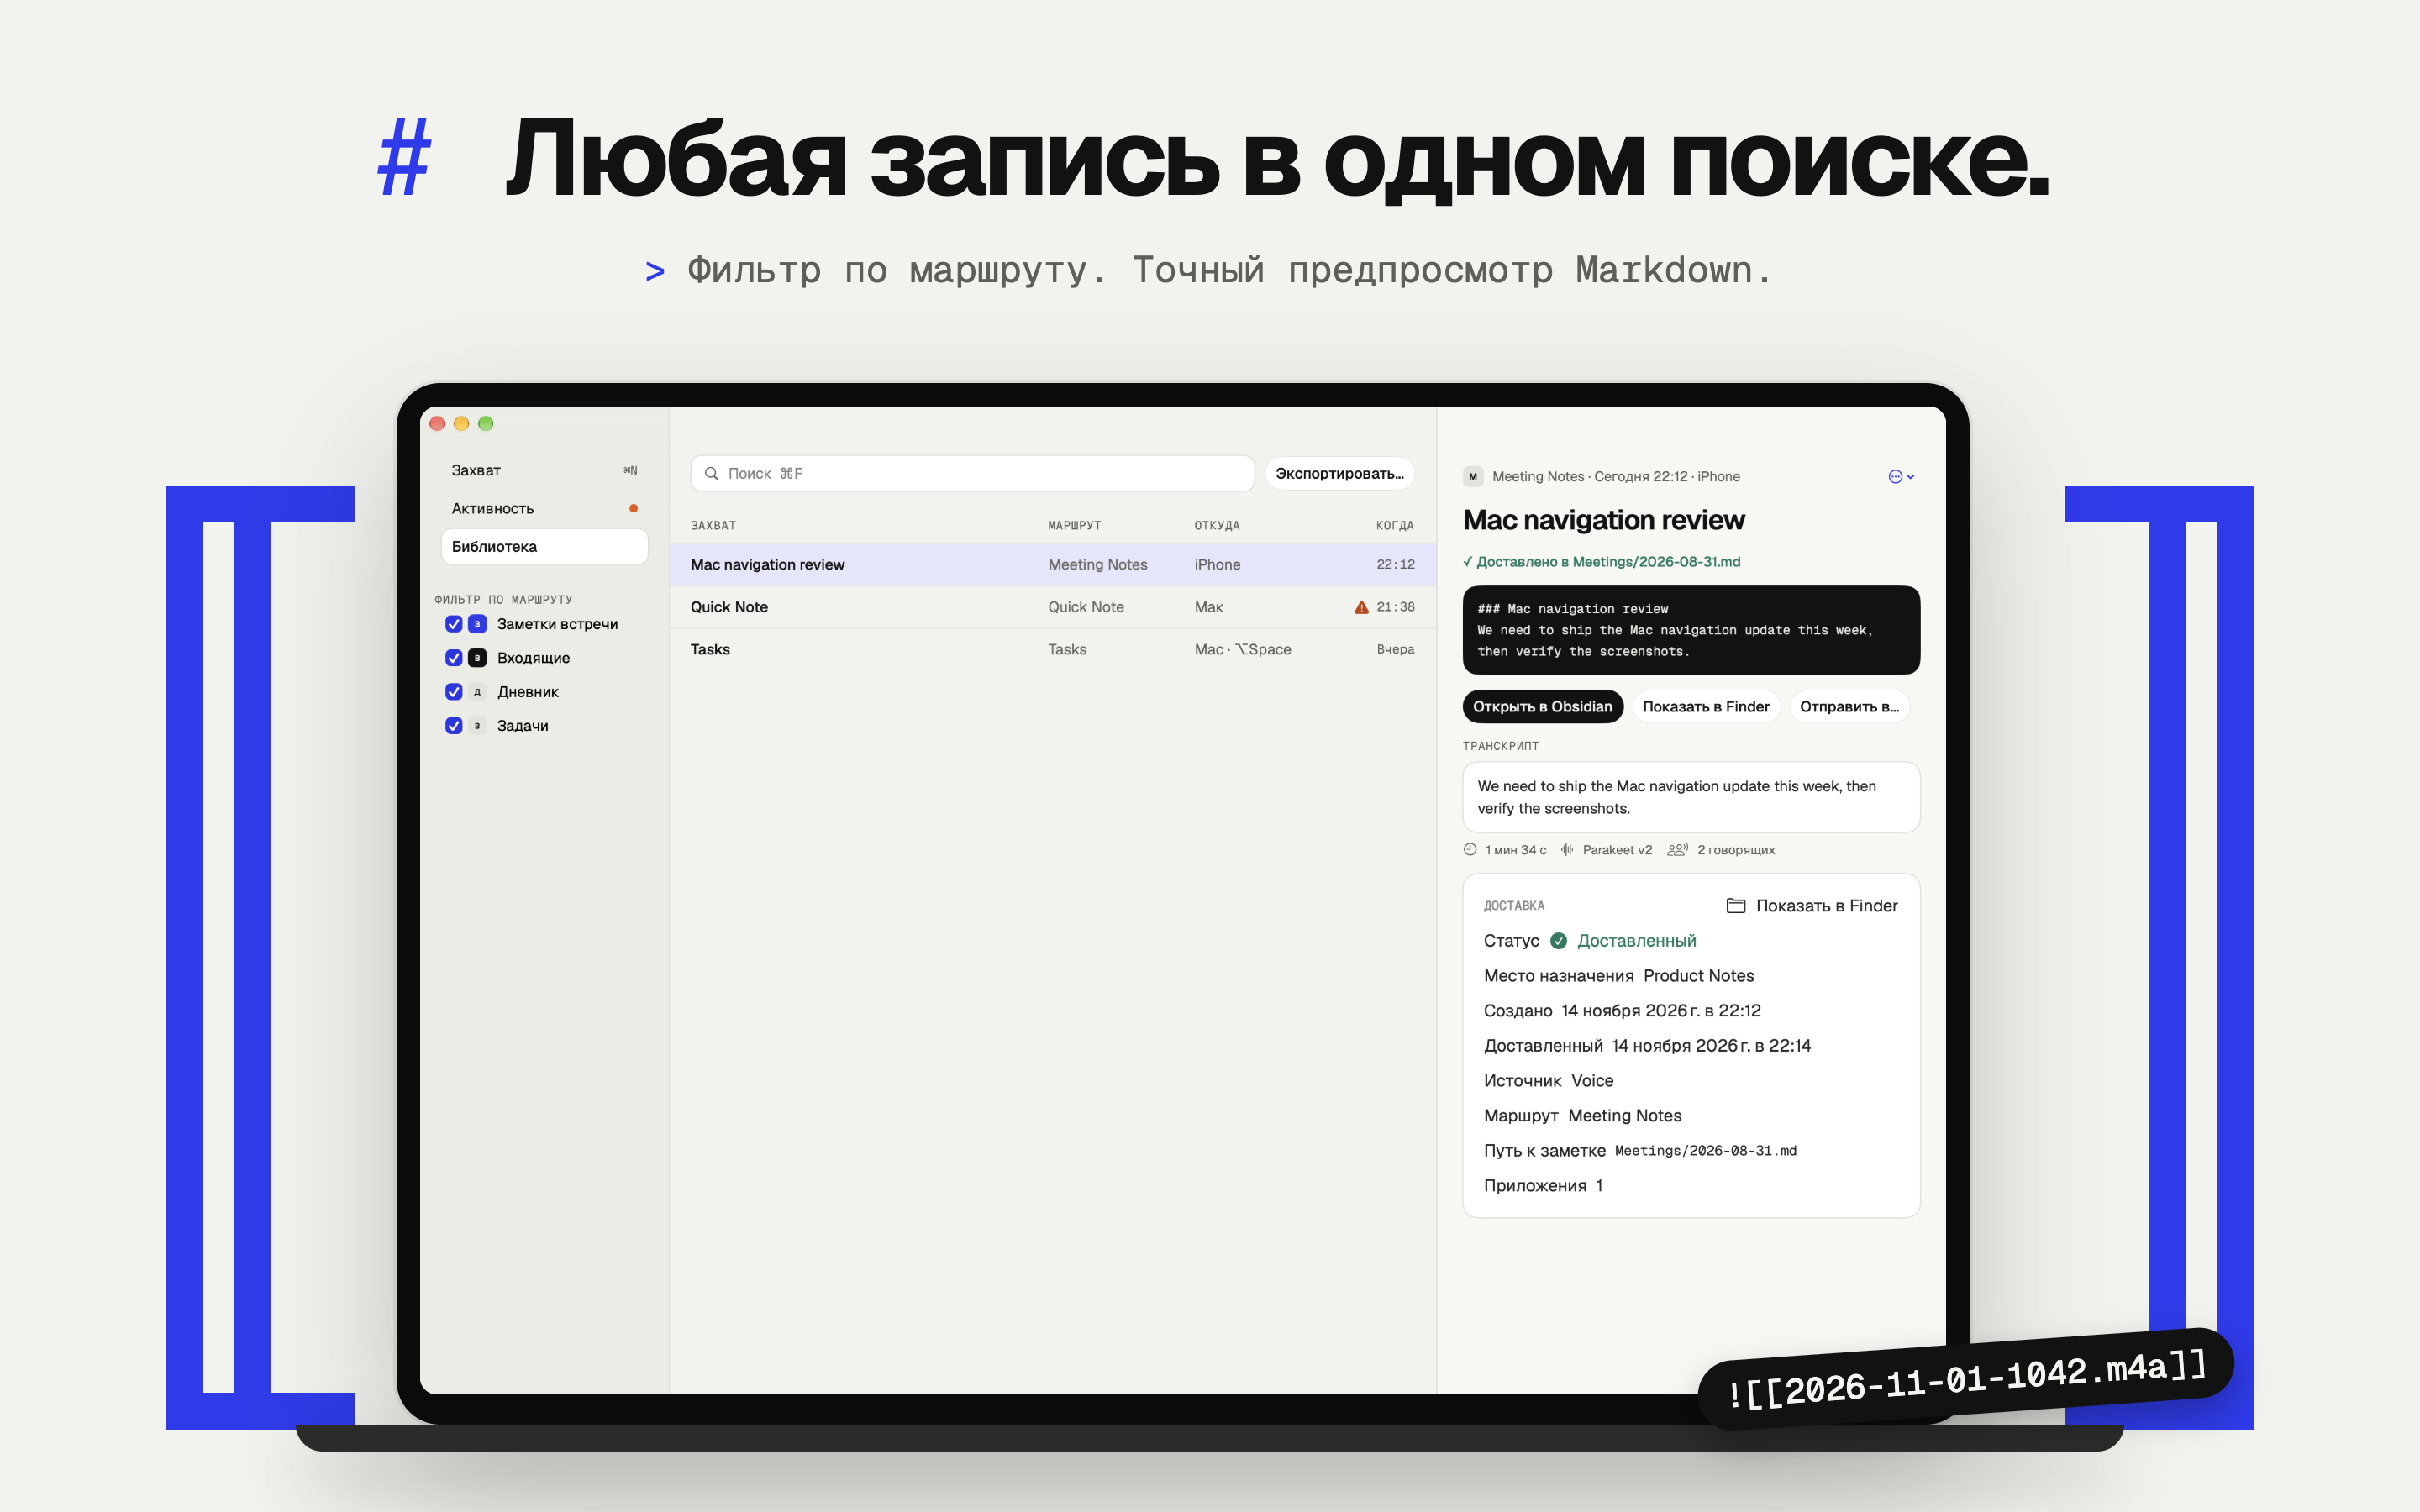 # Любая запись в одном поиске.
> Фильтр по маршруту. Точный предпросмотр Markdown.
Захват ⌘N
Активность
Библиотека
ФИЛЬТР ПО МАРШРУТУ
З Заметки встречи
В Входящие
Д Дневник
З Задачи
Поиск ⌘F
Экспортировать...
ЗАХВАТ МАРШРУТ ОТКУДА КОГДА
Mac navigation review Meeting Notes iPhone 22:12
Quick Note Quick Note Мак 21:38
Tasks Tasks Mac · ⌥Space Вчера
M Meeting Notes · Сегодня 22:12 · iPhone
Mac navigation review
✓ Доставлено в Meetings/2026-08-31.md
### Mac navigation review
We need to ship the Mac navigation update this week,
then verify the screenshots.
Открыть в Obsidian Показать в Finder Отправить в...
ТРАНСКРИПТ
We need to ship the Mac navigation update this week, then
verify the screenshots.
1 мин 34 с Parakeet v2 2 говорящих
ДОСТАВКА Показать в Finder
Статус Доставленный
Место назначения Product Notes
Создано 14 ноября 2026 г. в 22:12
Доставленный 14 ноября 2026 г. в 22:14
Источник Voice
Маршрут Meeting Notes
Путь к заметке Meetings/2026-08-31.md
Приложения 1
![[2026-11-01-1042.m4a]]